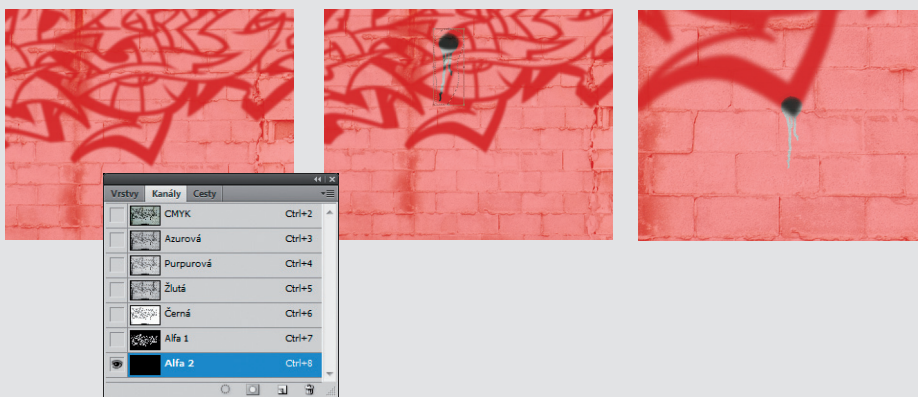 Vrstvy Kanály Cesty
CMYK Ctrl+2
Azurová Ctrl+3
Purpurová Ctrl+4
Žlutá Ctrl+5
Černá Ctrl+6
Alfa 1 Ctrl+7
Alfa 2 Ctrl+8